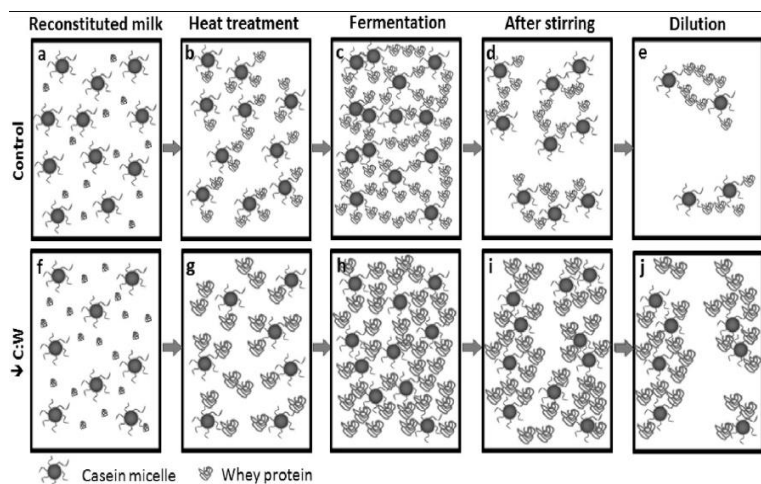 Reconstituted milk Heat treatment Fermentation After stirring Dilution
Control
a b c d e
↓ C:W
f g h i j
Casein micelle Whey protein